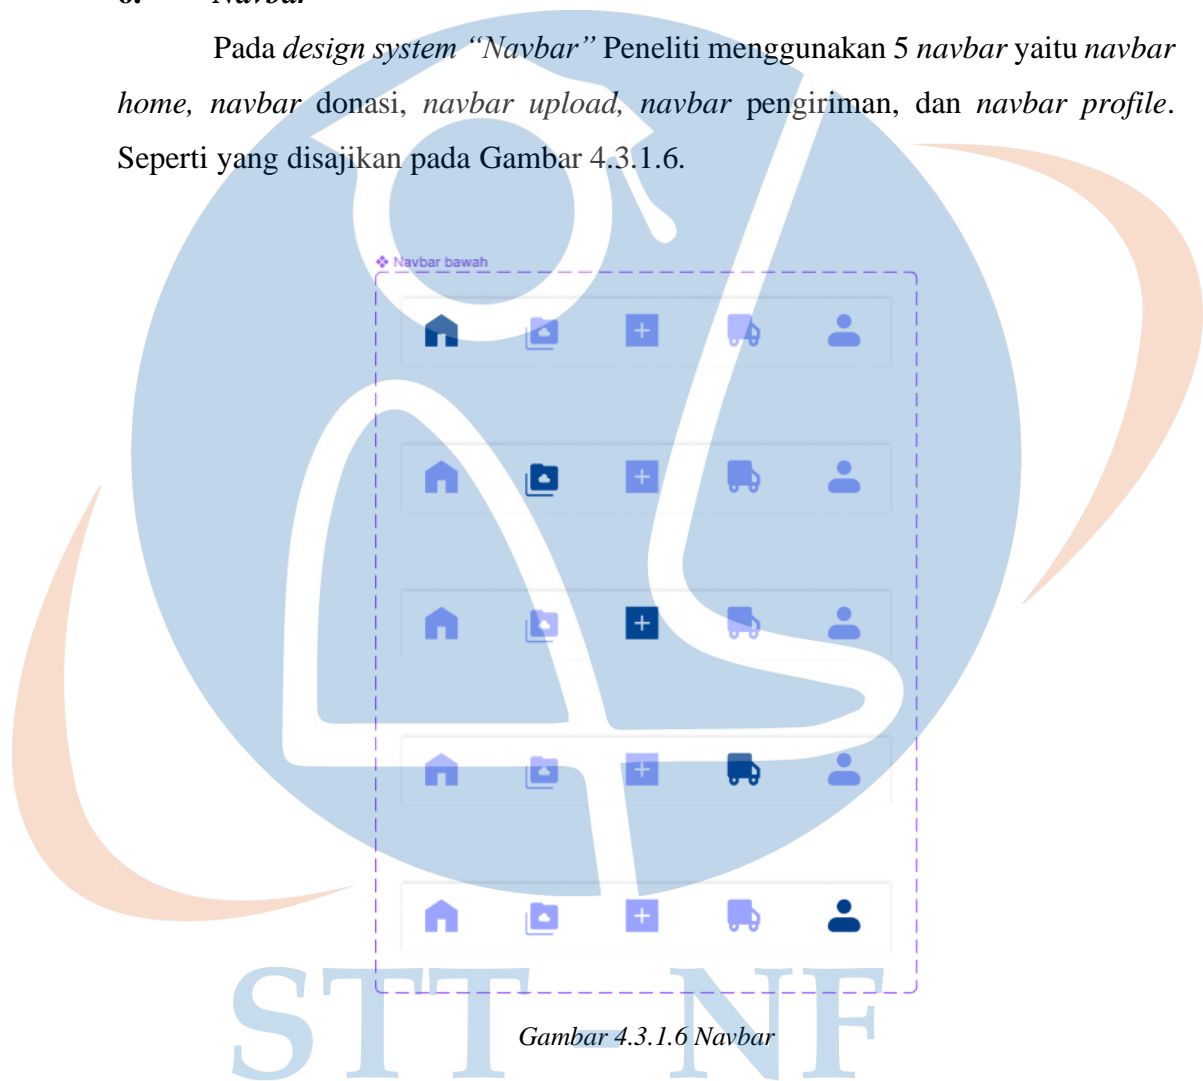 6. Navbar
Pada design system “Navbar” Peneliti menggunakan 5 navbar yaitu navbar
home, navbar donasi, navbar upload, navbar pengiriman, dan navbar profile.
Seperti yang disajikan pada Gambar 4.3.1.6.
Navbar bawah
Gambar 4.3.1.6 Navbar
STT - NF